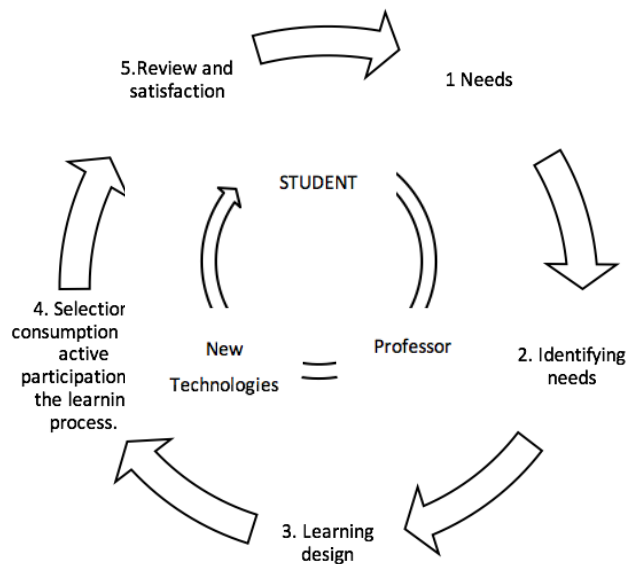 5.Review and
satisfaction
1 Needs
STUDENT
4. Selection
consumption
active
participation
the learnin
process.
New
Technologies
Professor
2. Identifying
needs
3. Learning
design